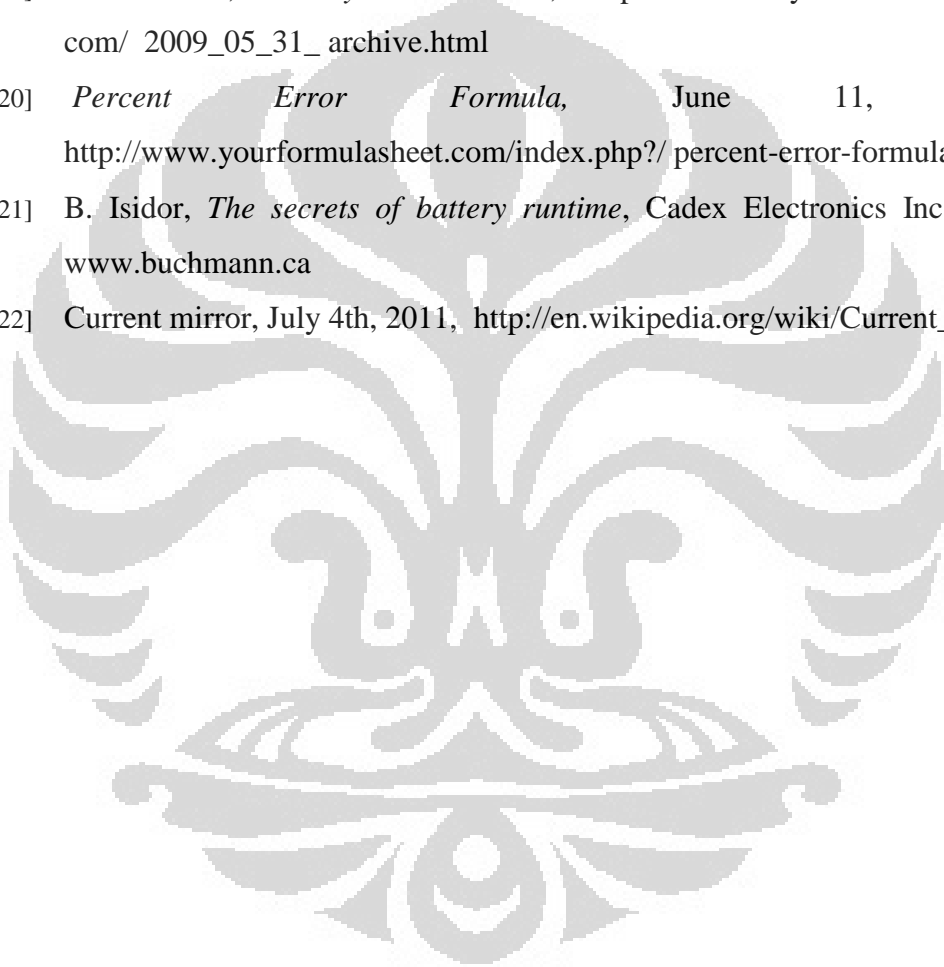 com/ 2009_05_31_ archive.html
20] Percent Error Formula, June 11,
http://www.yourformulasheet.com/index.php?/ percent-error-formula
21] B. Isidor, The secrets of battery runtime, Cadex Electronics Inc
www.buchmann.ca
22] Current mirror, July 4th, 2011, http://en.wikipedia.org/wiki/Current_